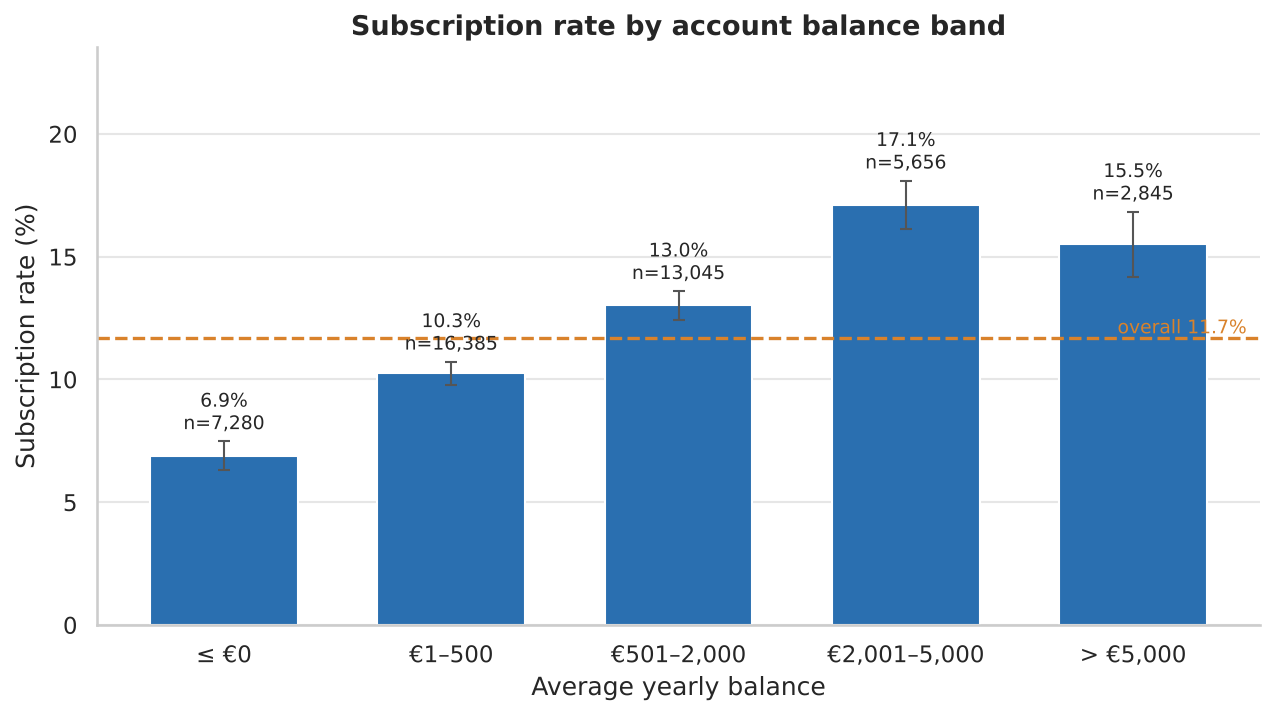 Subscription rate by account balance band
Subscription rate (%)
20
15
10
5
0
6.9%
n=7,280
10.3%
n=16,385
13.0%
n=13,045
17.1%
n=5,656
15.5%
n=2,845
overall 11.7%
≤ €0
€1–500
€501–2,000
€2,001–5,000
> €5,000
Average yearly balance